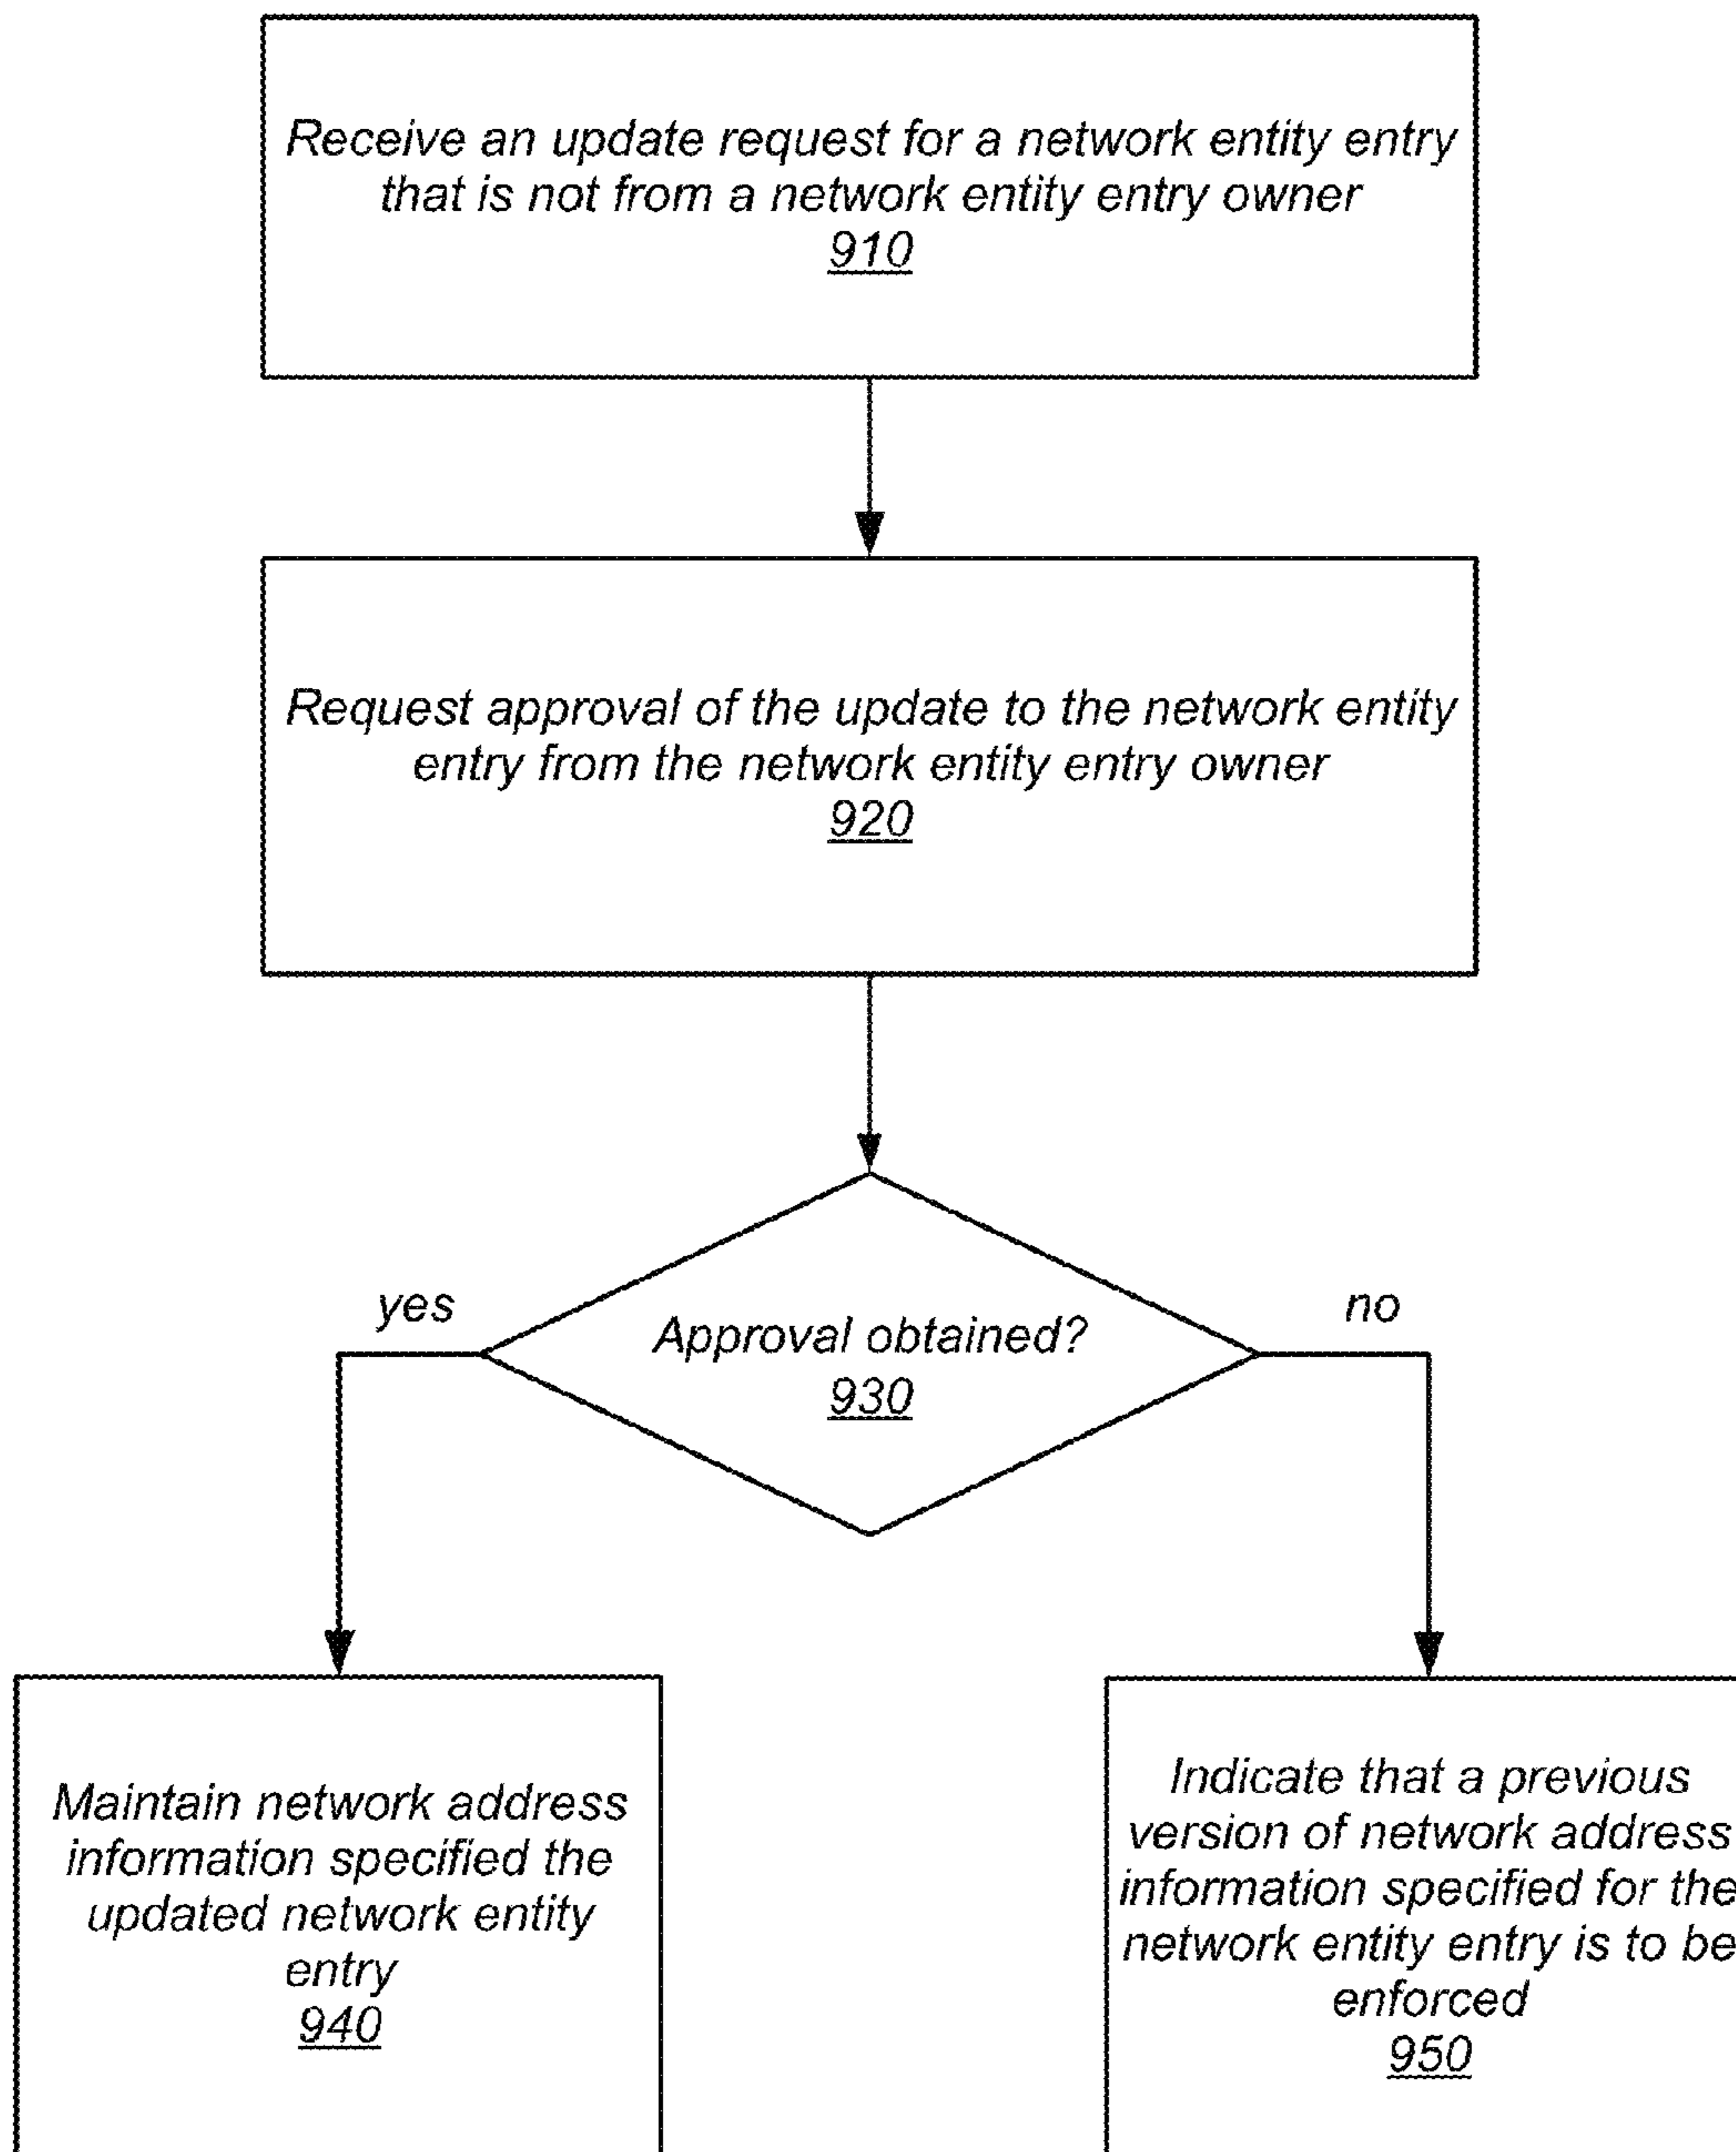 Receive an update request for a network entity entry
that is not from a network entity entry owner
910
Request approval of the update to the network entity
entry from the network entity entry owner
920
yes
Approval obtained?
930
no
Maintain network address
information specified the
updated network entity
entry
940
Indicate that a previous
version of network address
information specified for the
network entity entry is to be
enforced
950